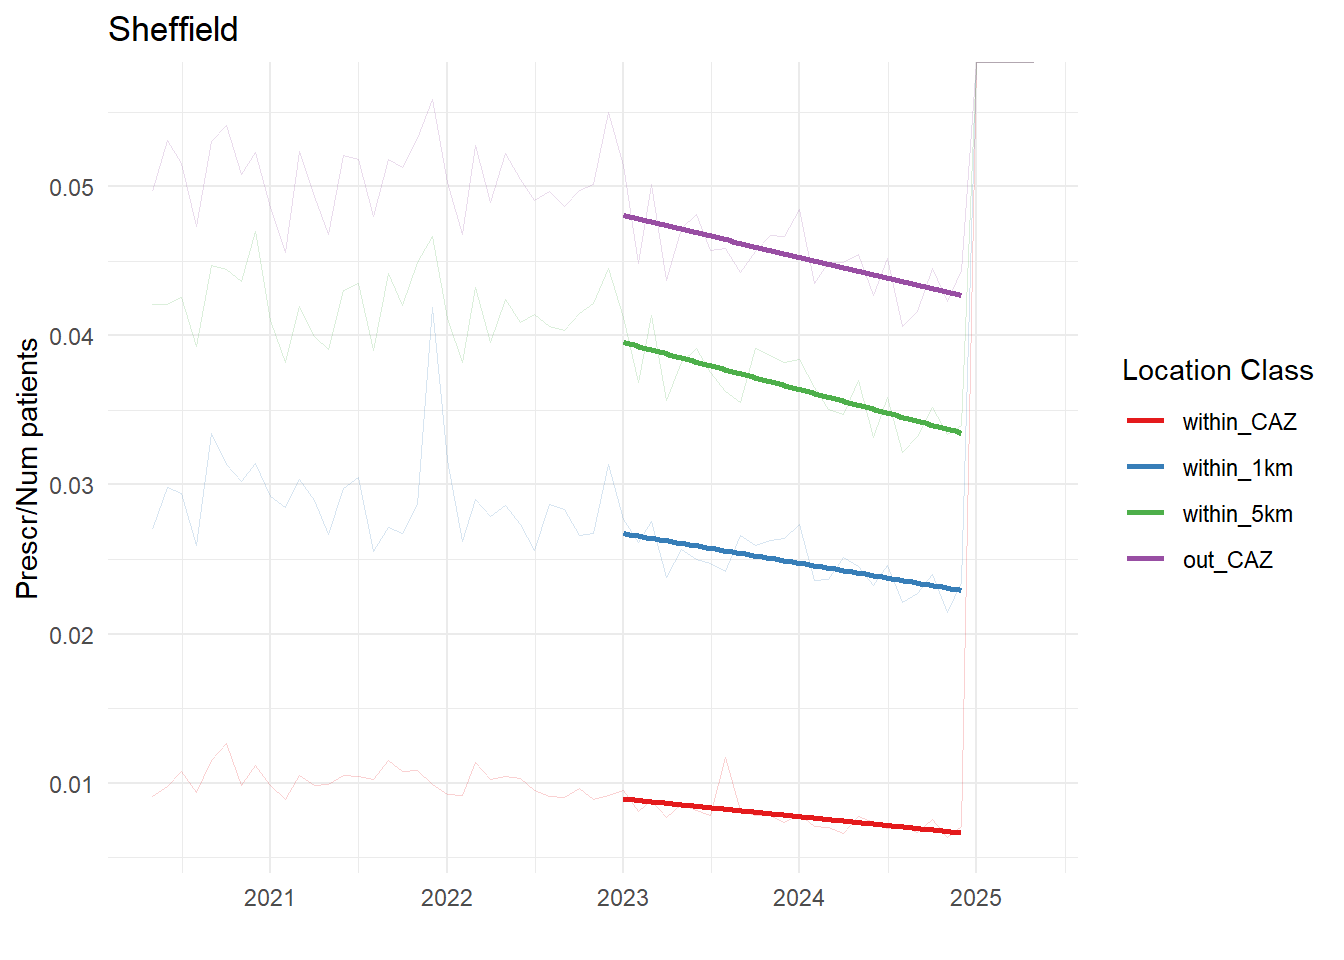 Sheffield
0.05
0.04
0.03
0.02
0.01
Prescr/Num patients
2021
2022
2023
2024
2025
Location Class
within_CAZ
within_1km
within_5km
out_CAZ